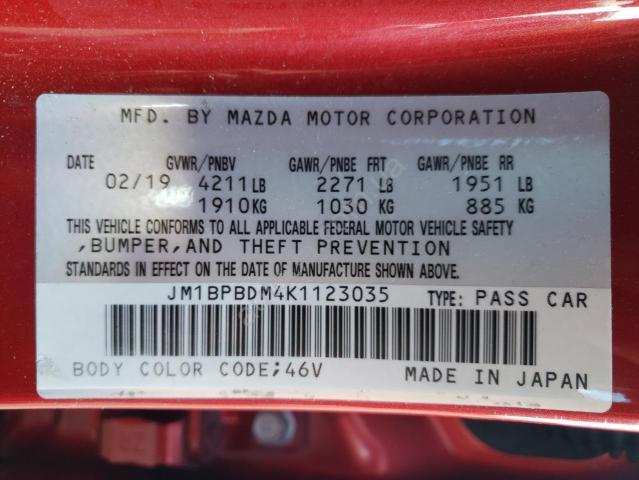 MFD. BY MAZDA MOTOR CORPORATION
DATE GVWR/PNBV GAWR/PNBE FRT GAWR/PNBE RR
02/19 4211 LB 2271 LB 1951 LB
1910 KG 1030 KG 885 KG
THIS VEHICLE CONFORMS TO ALL APPLICABLE FEDERAL MOTOR VEHICLE SAFETY
,BUMPER,AND THEFT PREVENTION
STANDARDS IN EFFECT ON THE DATE OF MANUFACTURE SHOWN ABOVE.
JM1BPBDM4K1123035 TYPE: PASS CAR
BODY COLOR CODE;46V MADE IN JAPAN